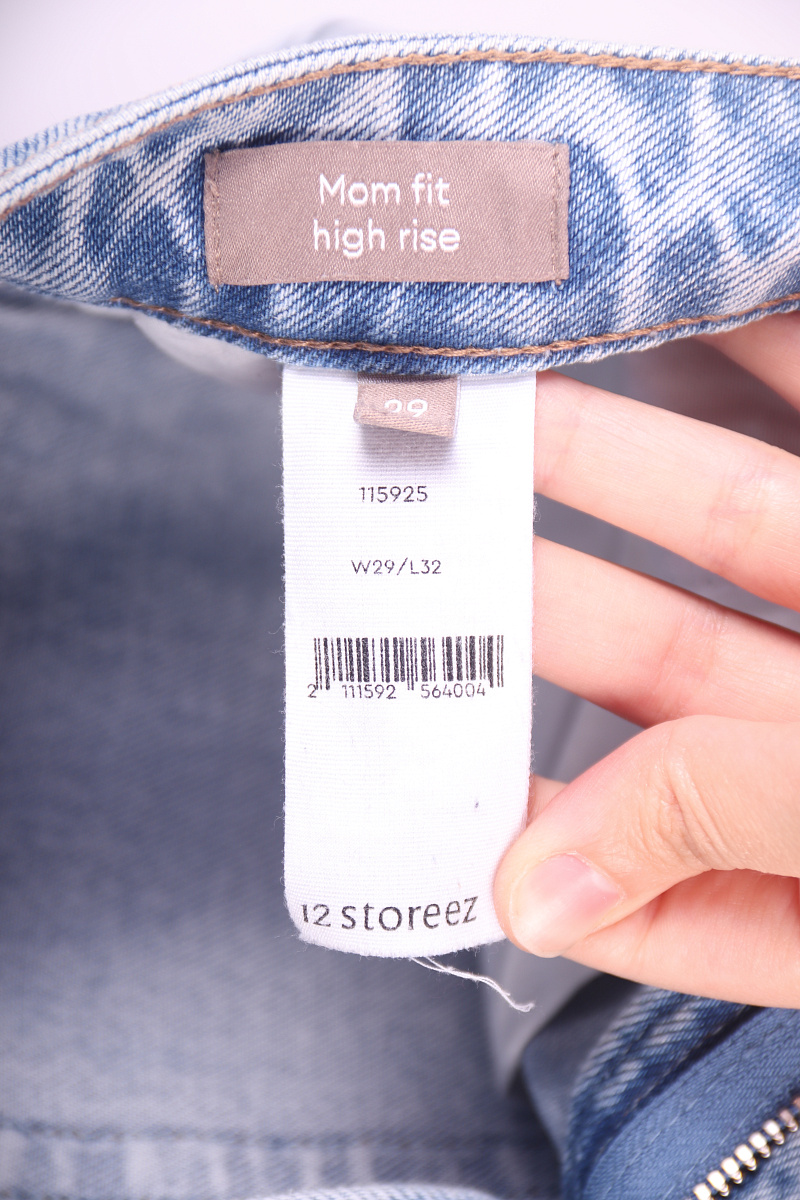 Mom fit
high rise
29
115925
W29/L32
2 111592 564004
12 storeez